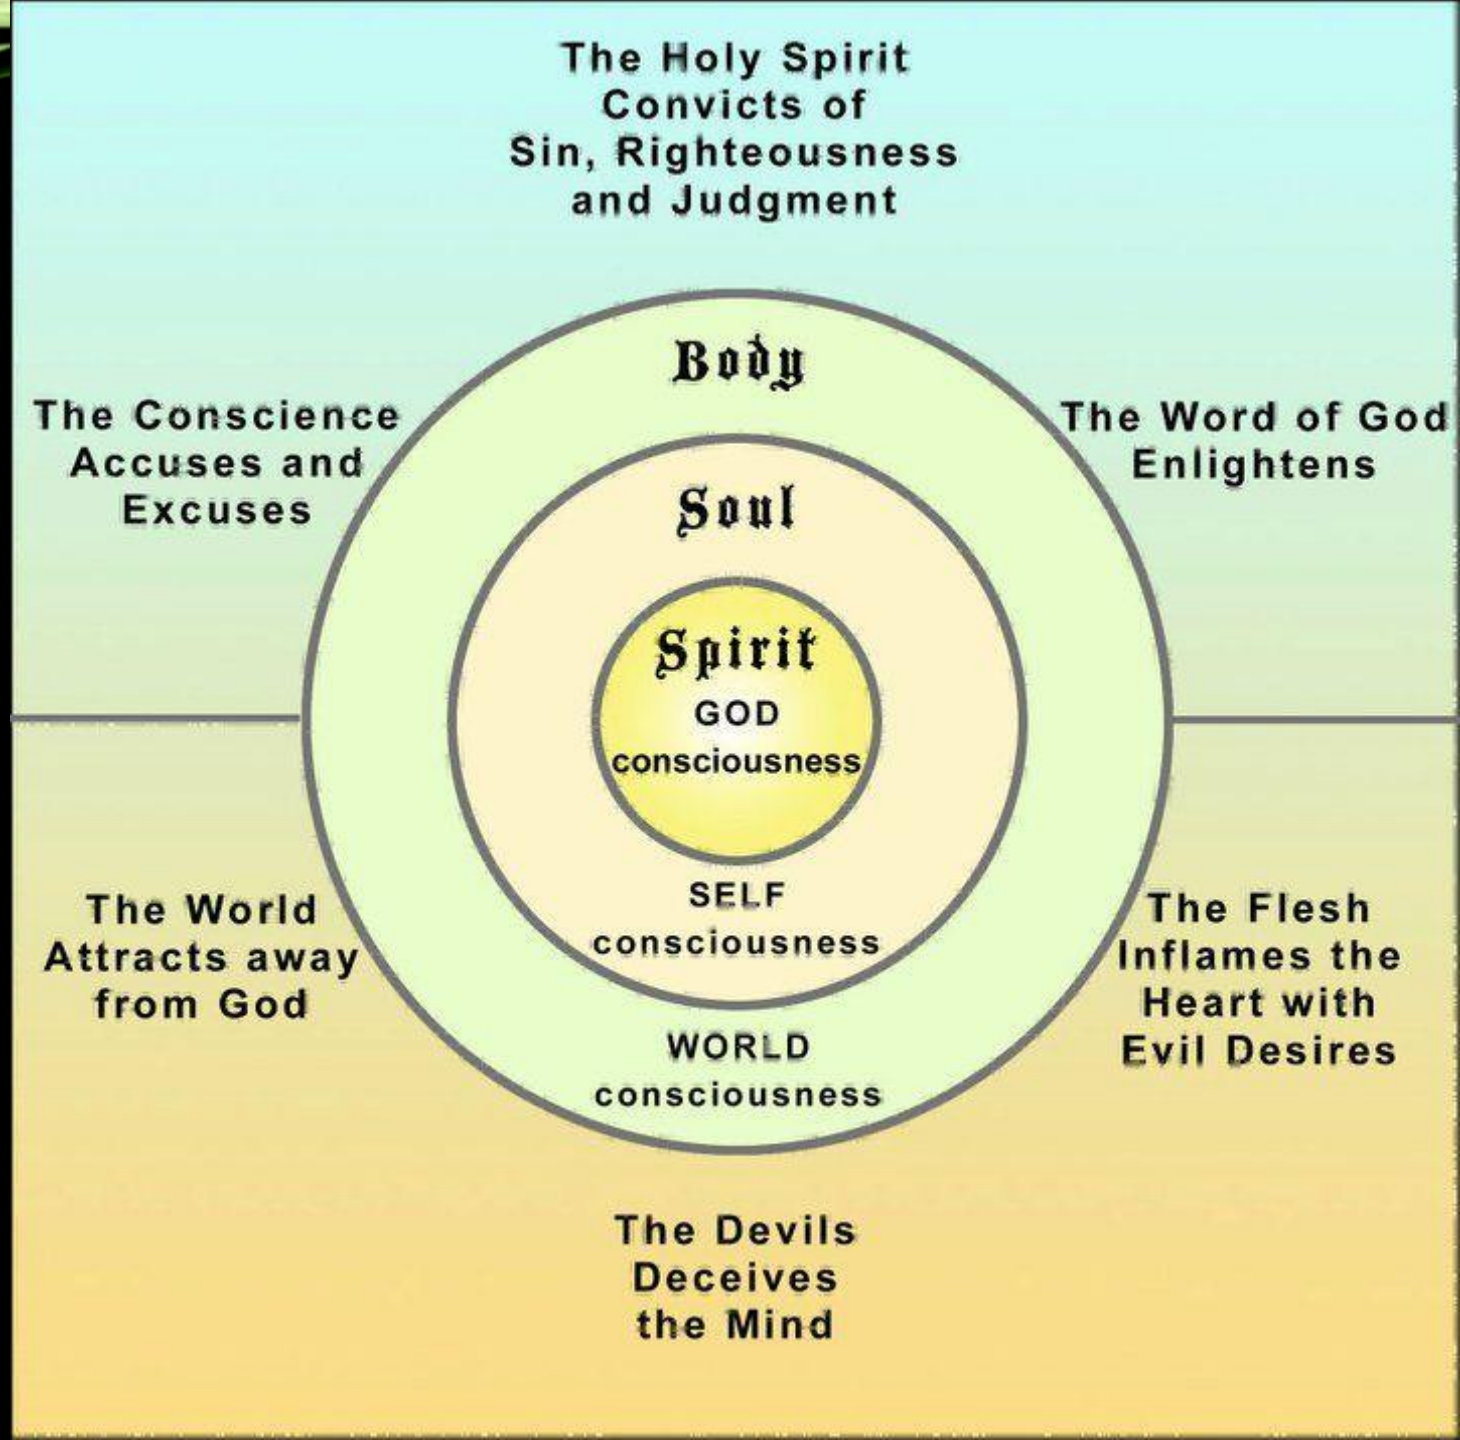 The Holy Spirit
Convicts of
Sin, Righteousness
and Judgment
The Conscience
Accuses and
Excuses
The Word of God
Enlightens
Body
Soul
Spirit
GOD
consciousness
SELF
consciousness
WORLD
consciousness
The World
Attracts away
from God
The Flesh
Inflames the
Heart with
Evil Desires
The Devils
Deceives
the Mind